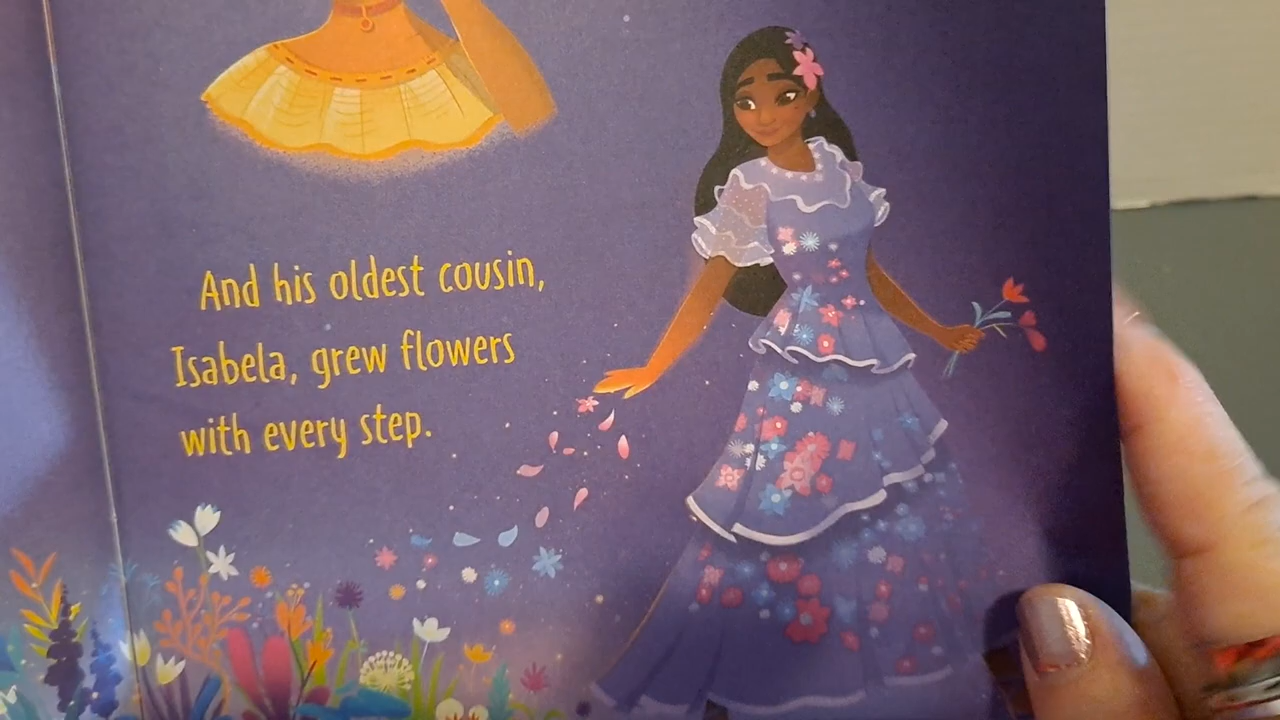 And his oldest cousin,
Isabela, grew flowers
with every step.